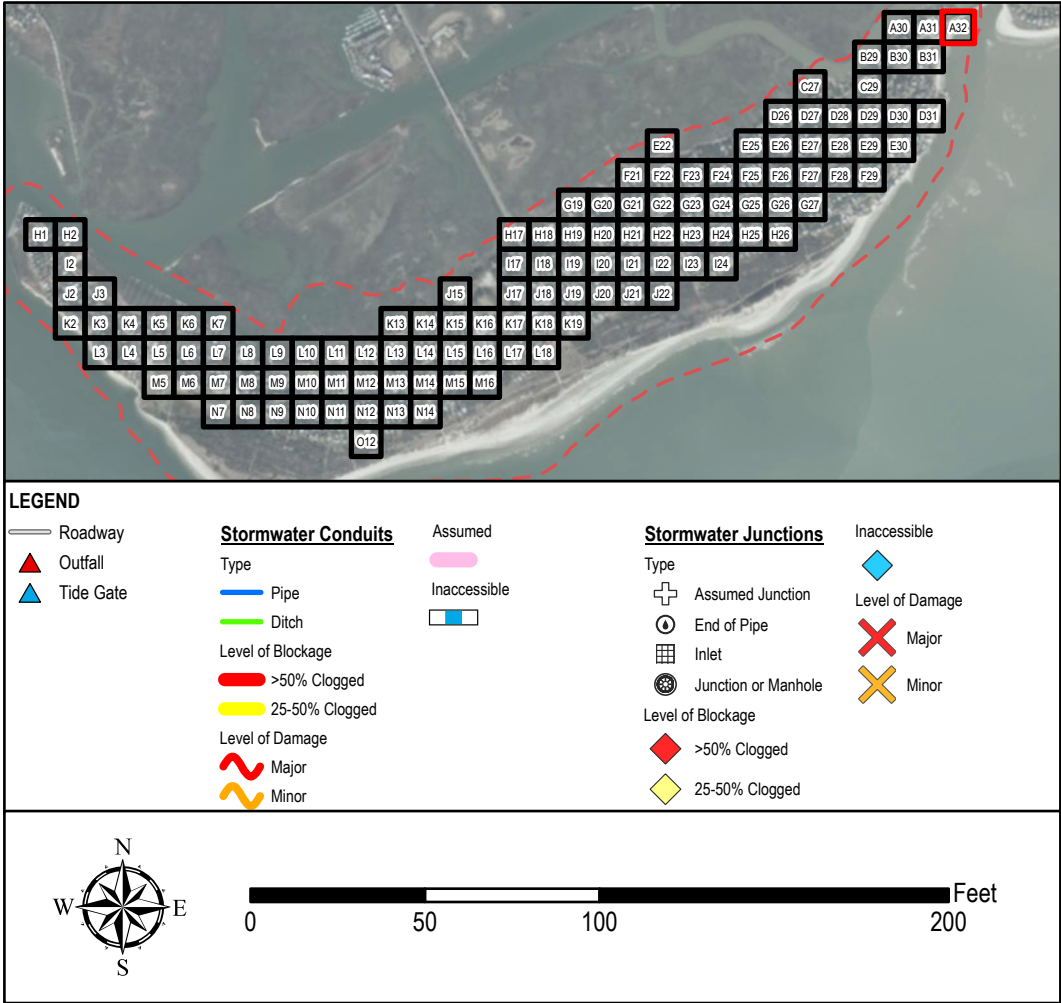 A30 A31 A32
B29 B30 B31
C27 C29
D26 D27 D28 D29 D30 D31
E22 E25 E26 E27 E28 E29 E30
F21 F22 F23 F24 F25 F26 F27 F28 F29
G19 G20 G21 G22 G23 G24 G25 G26 G27
H1 H2 H17 H18 H19 H20 H21 H22 H23 H24 H25 H26
I2 I17 I18 I19 I20 I21 I22 I23 I24
J2 J3 J15 J17 J18 J19 J20 J21 J22
K2 K3 K4 K5 K6 K7 K13 K14 K15 K16 K17 K18 K19
L3 L4 L5 L6 L7 L8 L9 L10 L11 L12 L13 L14 L15 L16 L17 L18
M5 M6 M7 M8 M9 M10 M11 M12 M13 M14 M15 M16
N7 N8 N9 N10 N11 N12 N13 N14
O12
LEGEND
Roadway
Outfall
Tide Gate
Stormwater Conduits
Type
Pipe
Ditch
Level of Blockage
>50% Clogged
25-50% Clogged
Level of Damage
Major
Minor
Assumed
Inaccessible
Stormwater Junctions
Type
Assumed Junction
End of Pipe
Inlet
Junction or Manhole
Level of Blockage
>50% Clogged
25-50% Clogged
Inaccessible
Level of Damage
Major
Minor
N
W E
S
Feet
0 50 100 200